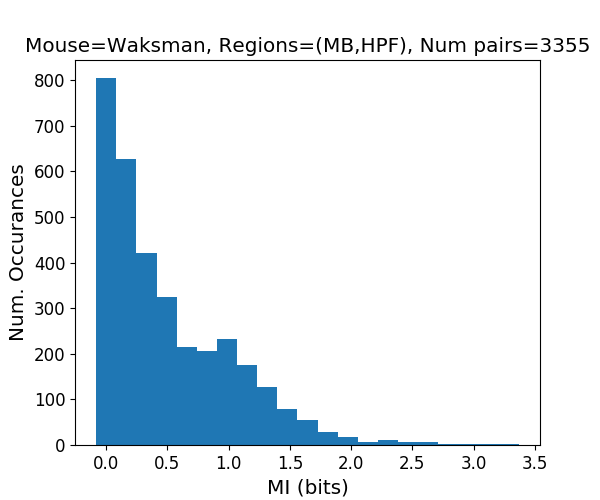 Mouse=Waksman, Regions=(MB,HPF), Num pairs=3355
Num. Occurances
800
700
600
500
400
300
200
100
0
0.0 0.5 1.0 1.5 2.0 2.5 3.0 3.5
MI (bits)